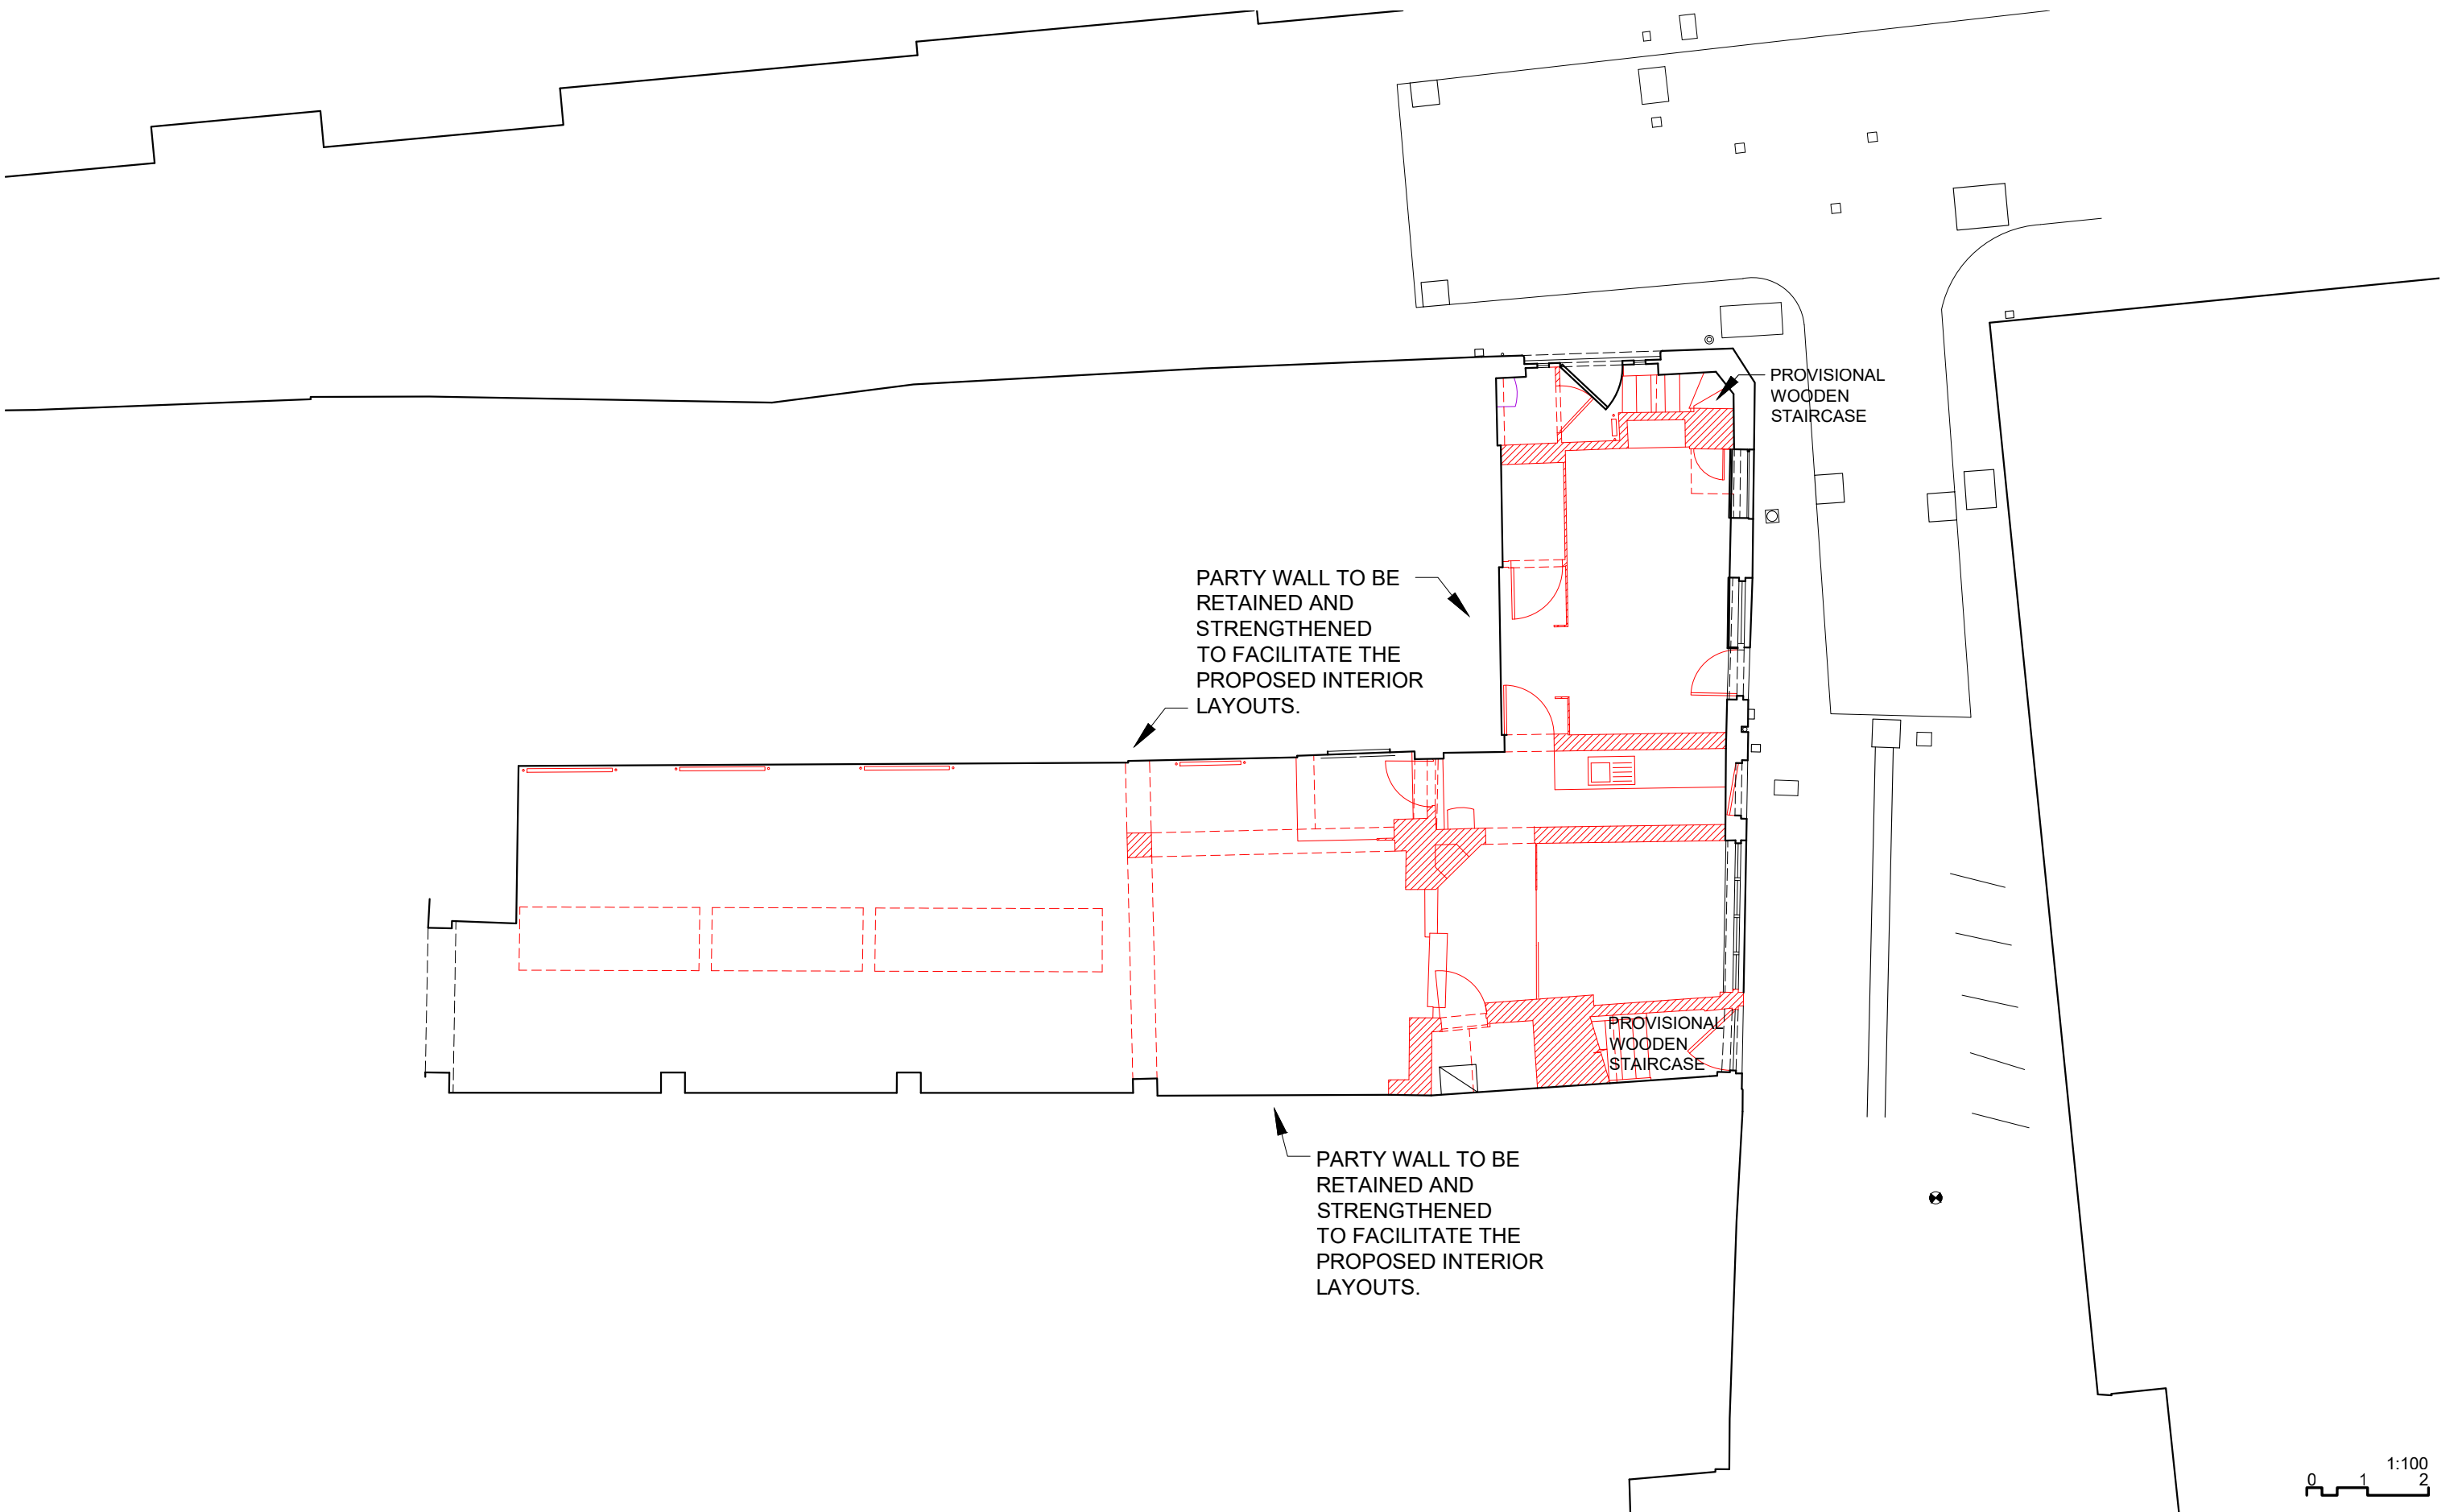 PROVISIONAL
WOODEN
STAIRCASE
PARTY WALL TO BE
RETAINED AND
STRENGTHENED
TO FACILITATE THE
PROPOSED INTERIOR
LAYOUTS.
PROVISIONAL
WOODEN
STAIRCASE
PARTY WALL TO BE
RETAINED AND
STRENGTHENED
TO FACILITATE THE
PROPOSED INTERIOR
LAYOUTS.
1:100
0 1 2